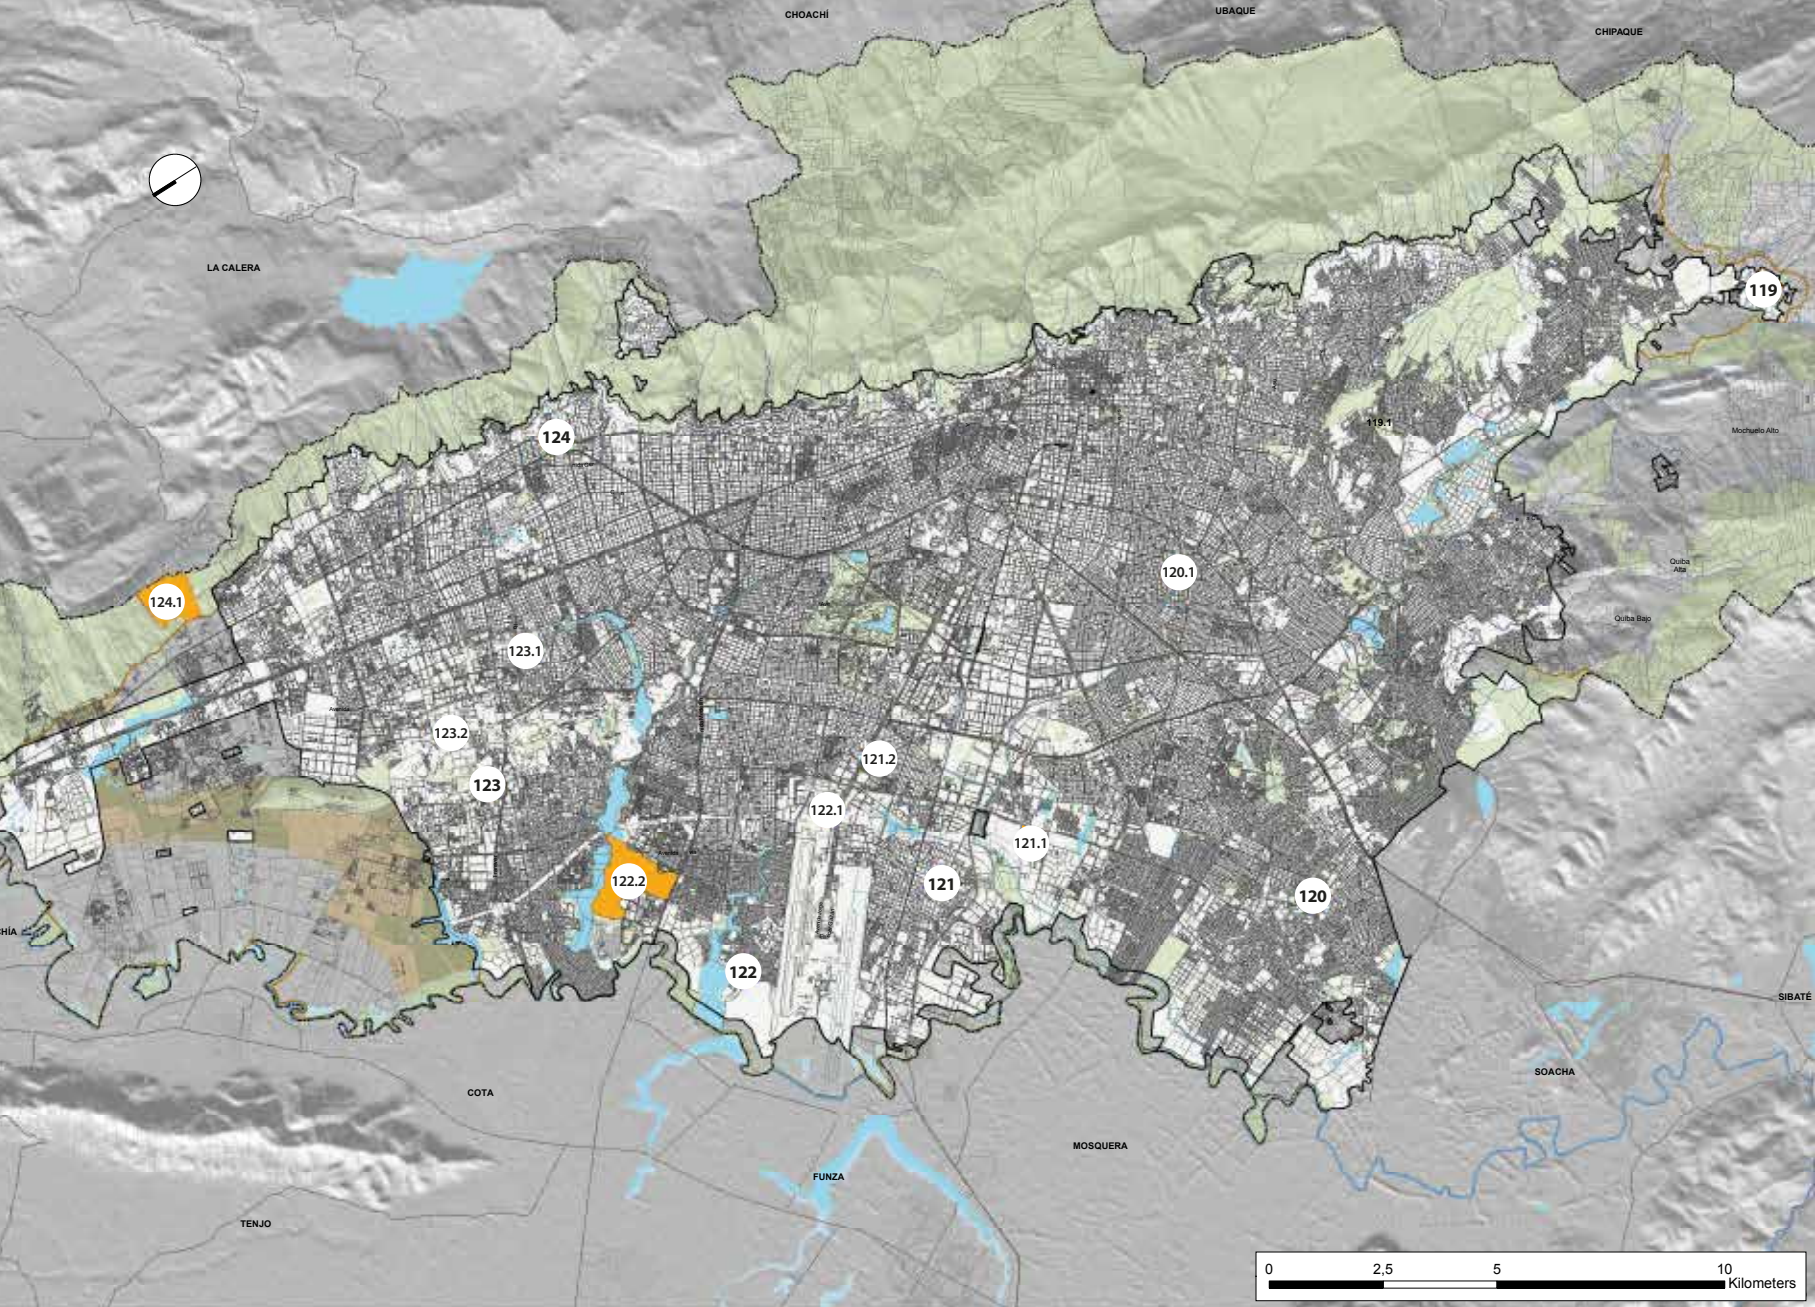 CHOACHÍ
UBAQUE
CHIPAQUE
LA CALERA
119
119.1
Mochuelo Alto
124
Quiba
Alta
120.1
124.1
Quiba Bajo
123.1
123.2
121.2
123
122.1
121.1
122.2
121
120
HÍA
122
SIBATÉ
SOACHA
COTA
MOSQUERA
FUNZA
TENJO
0 2,5 5 10
Kilometers